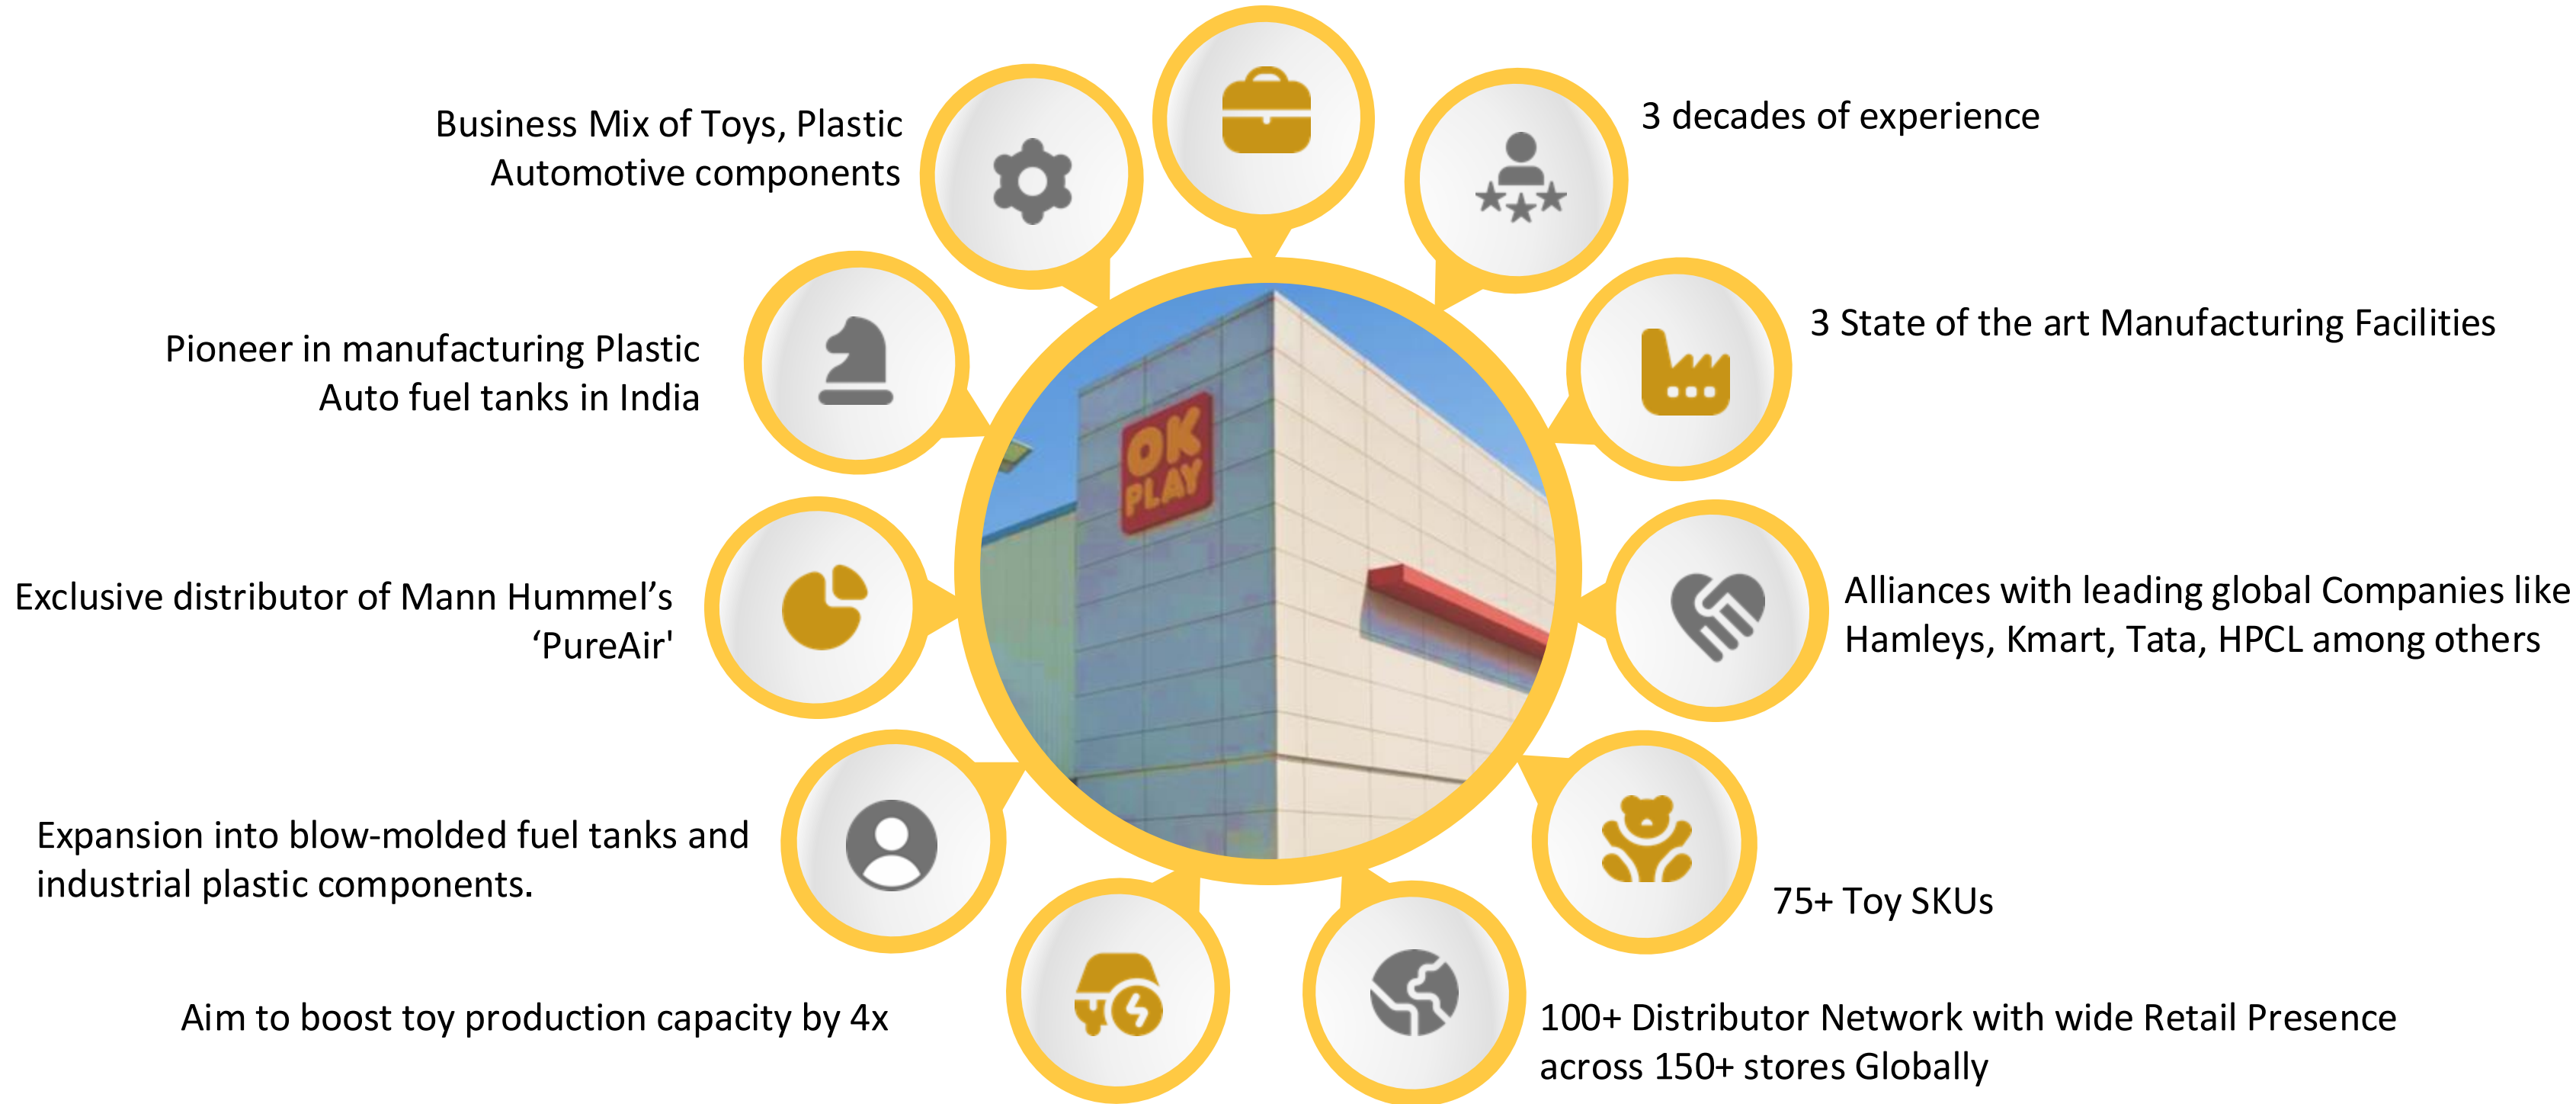 Business Mix of Toys, Plastic
Automotive components
3 decades of experience
Pioneer in manufacturing Plastic
Auto fuel tanks in India
3 State of the art Manufacturing Facilities
OK
PLAY
Exclusive distributor of Mann Hummel’s
‘PureAir'
Alliances with leading global Companies like
Hamleys, Kmart, Tata, HPCL among others
Expansion into blow-molded fuel tanks and
industrial plastic components.
75+ Toy SKUs
Aim to boost toy production capacity by 4x
100+ Distributor Network with wide Retail Presence
across 150+ stores Globally